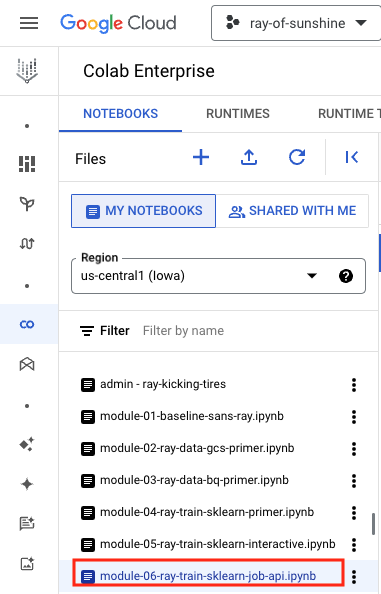 Google Cloud
ray-of-sunshine
Colab Enterprise
NOTEBOOKS
RUNTIMES
RUNTIME T
Files
MY NOTEBOOKS
SHARED WITH ME
Region
us-central1 (Iowa)
Filter
Filter by name
admin - ray-kicking-tires
module-01-baseline-sans-ray.ipynb
module-02-ray-data-gcs-primer.ipynb
module-03-ray-data-bq-primer.ipynb
module-04-ray-train-sklearn-primer.ipynb
module-05-ray-train-sklearn-interactive.ipynb
module-06-ray-train-sklearn-job-api.ipynb